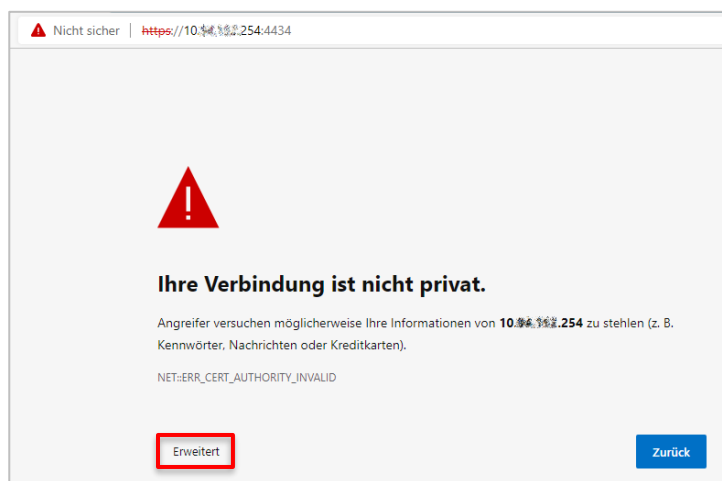 Nicht sicher https://10. .254:4434
Ihre Verbindung ist nicht privat.
Angreifer versuchen möglicherweise Ihre Informationen von 10. .254 zu stehlen (z. B.
Kennwörter, Nachrichten oder Kreditkarten).
NET::ERR_CERT_AUTHORITY_INVALID
Erweitert
Zurück